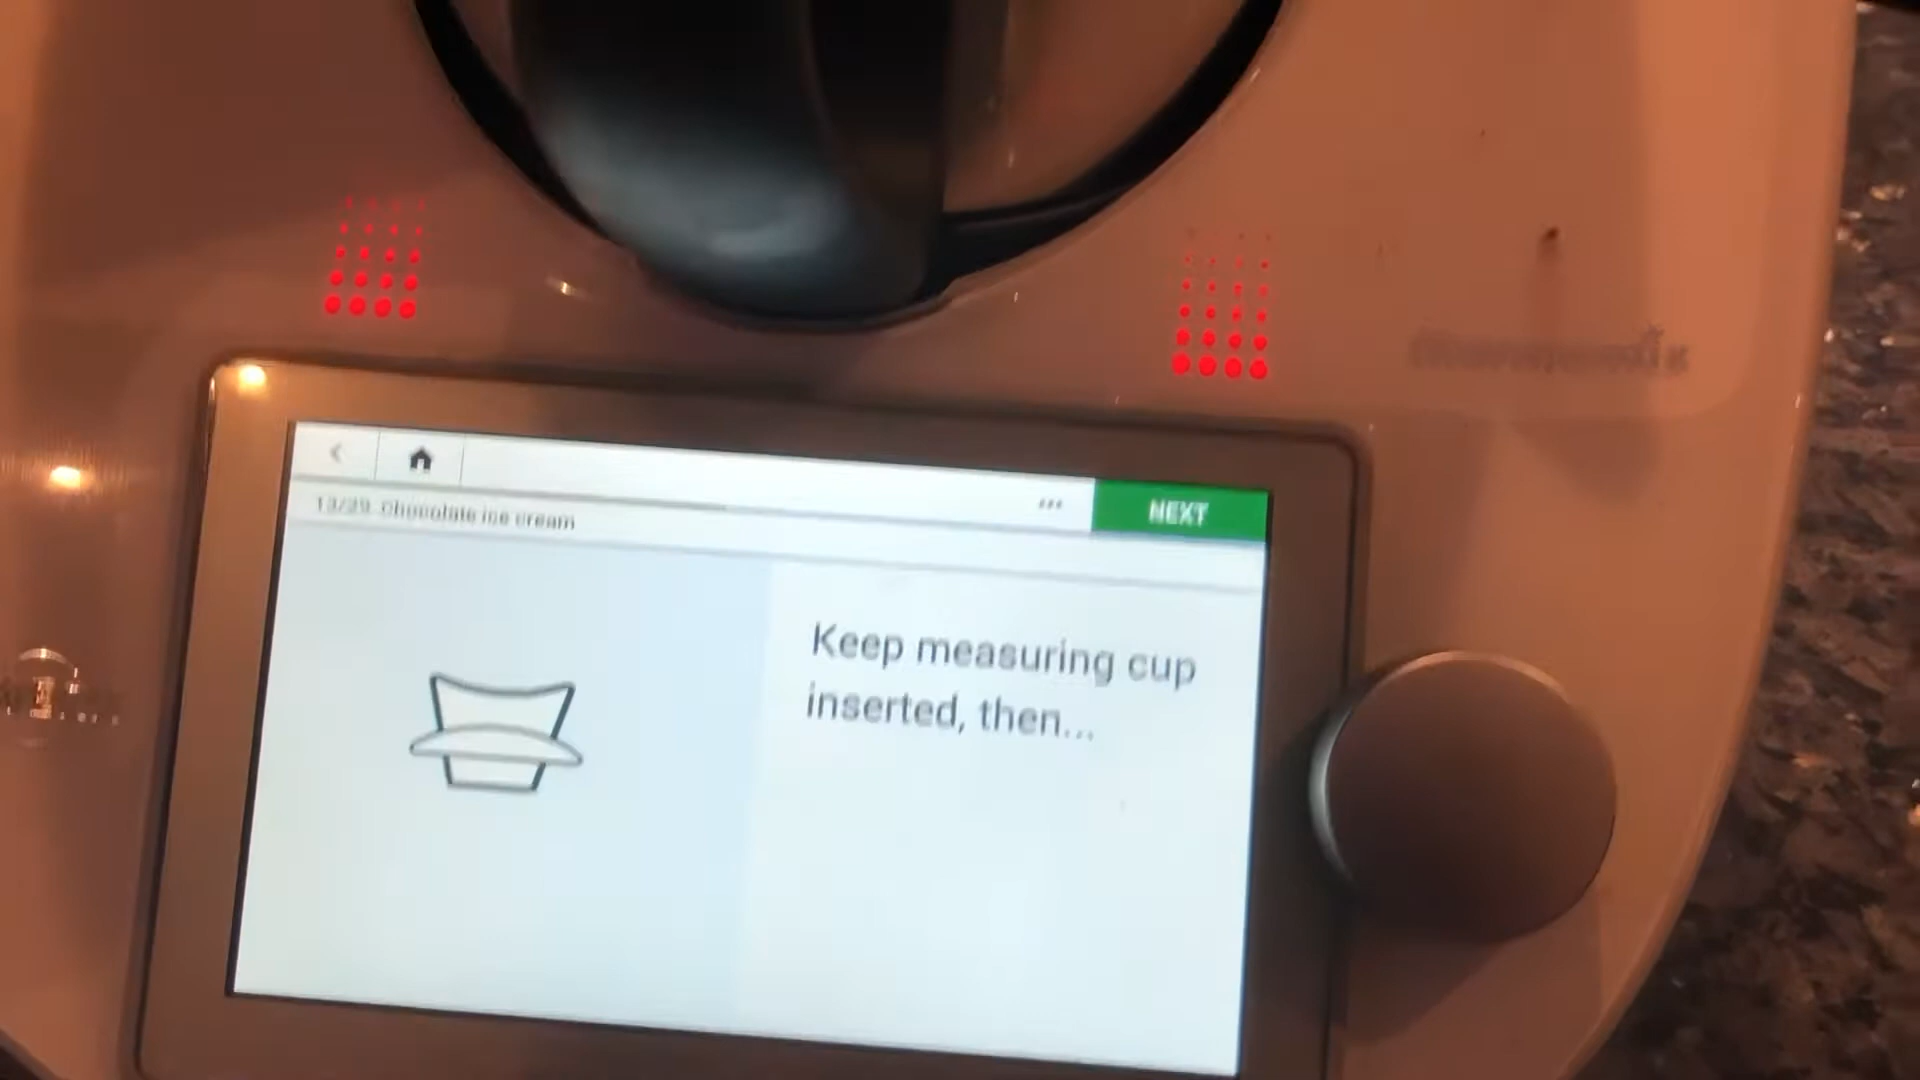 NEXT
13/29 Chocolate ice cream
Keep measuring cup
inserted, then...